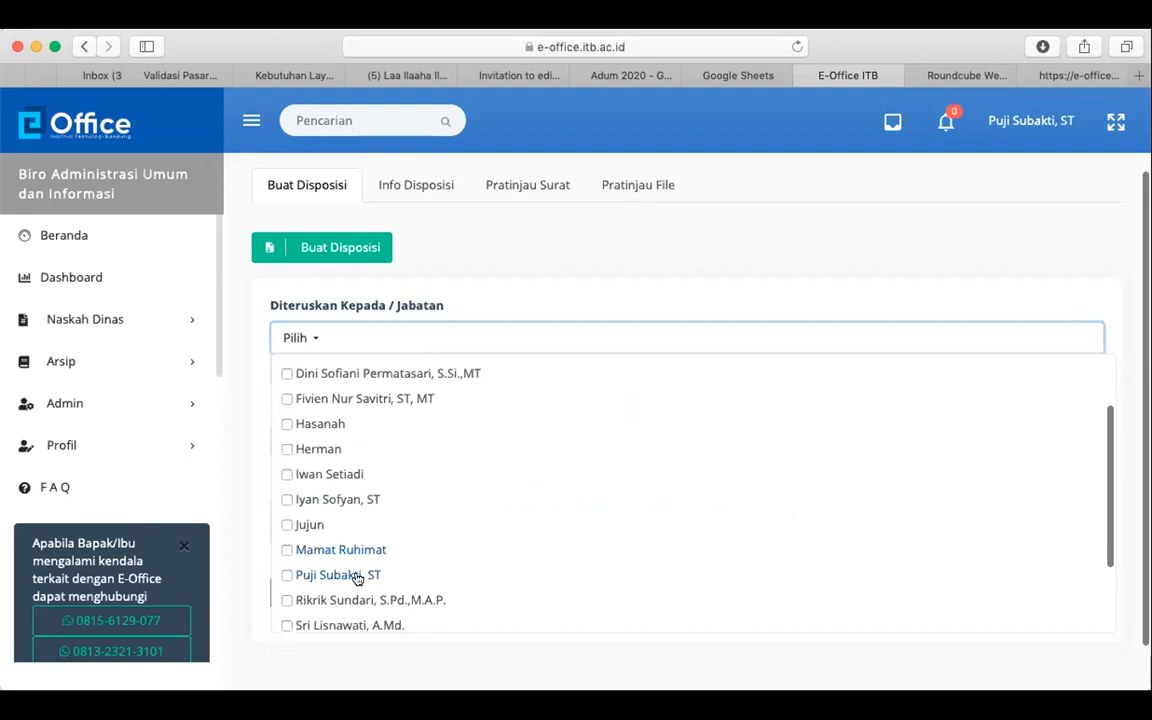 e-office.itb.ac.id
Inbox (3
Validasi Pasar...
Kebutuhan Lay...
(5) Laa Ilaaha Il...
Invitation to edi...
Adum 2020 - G...
Google Sheets
E-Office ITB
Roundcube We...
https://e-office...
Office
Institut Teknologi Bandung
Pencarian
0
Puji Subakti, ST
Biro Administrasi Umum
dan Informasi
Beranda
Dashboard
Naskah Dinas
Arsip
Admin
Profil
F A Q
Apabila Bapak/Ibu
mengalami kendala
terkait dengan E-Office
dapat menghubungi
0815-6129-077
0813-2321-3101
Buat Disposisi
Info Disposisi
Pratinjau Surat
Pratinjau File
Buat Disposisi
Diteruskan Kepada / Jabatan
Pilih
Dini Sofiani Permatasari, S.Si.,MT
Fivien Nur Savitri, ST, MT
Hasanah
Herman
Iwan Setiadi
Iyan Sofyan, ST
Jujun
Mamat Ruhimat
Puji Subakti, ST
Rikrik Sundari, S.Pd.,M.A.P.
Sri Lisnawati, A.Md.